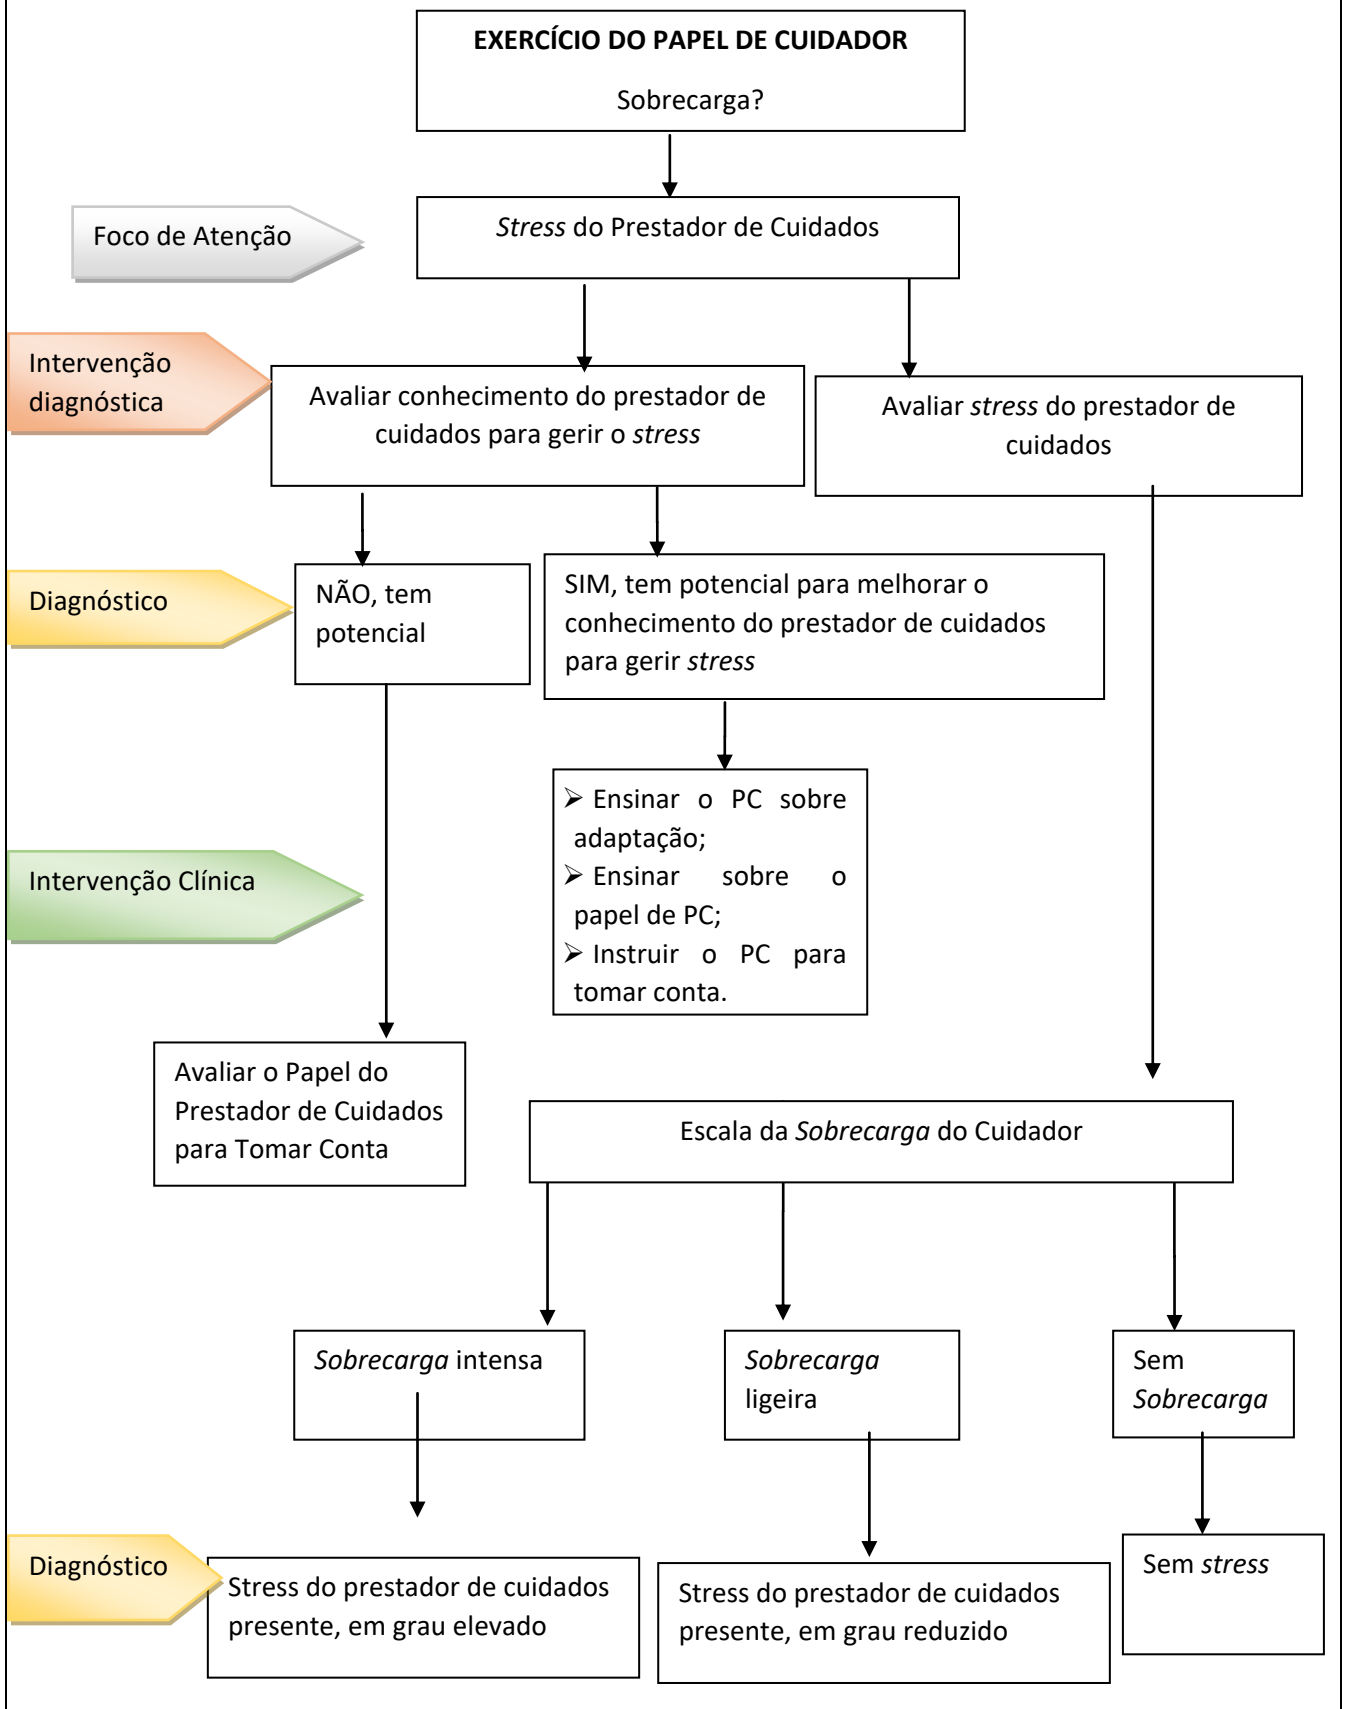 EXERCÍCIO DO PAPEL DE CUIDADOR
Sobrecarga?
Stress do Prestador de Cuidados
Foco de Atenção
Intervenção
diagnóstica
Avaliar conhecimento do prestador de
cuidados para gerir o stress
Avaliar stress do prestador de
cuidados
Diagnóstico
NÃO, tem
potencial
SIM, tem potencial para melhorar o
conhecimento do prestador de cuidados
para gerir stress
➢ Ensinar o PC sobre
adaptação;
➢ Ensinar sobre o
papel de PC;
➢ Instruir o PC para
tomar conta.
Intervenção Clínica
Avaliar o Papel do
Prestador de Cuidados
para Tomar Conta
Escala da Sobrecarga do Cuidador
Sobrecarga intensa
Sobrecarga
ligeira
Sem
Sobrecarga
Diagnóstico
Stress do prestador de cuidados
presente, em grau elevado
Stress do prestador de cuidados
presente, em grau reduzido
Sem stress